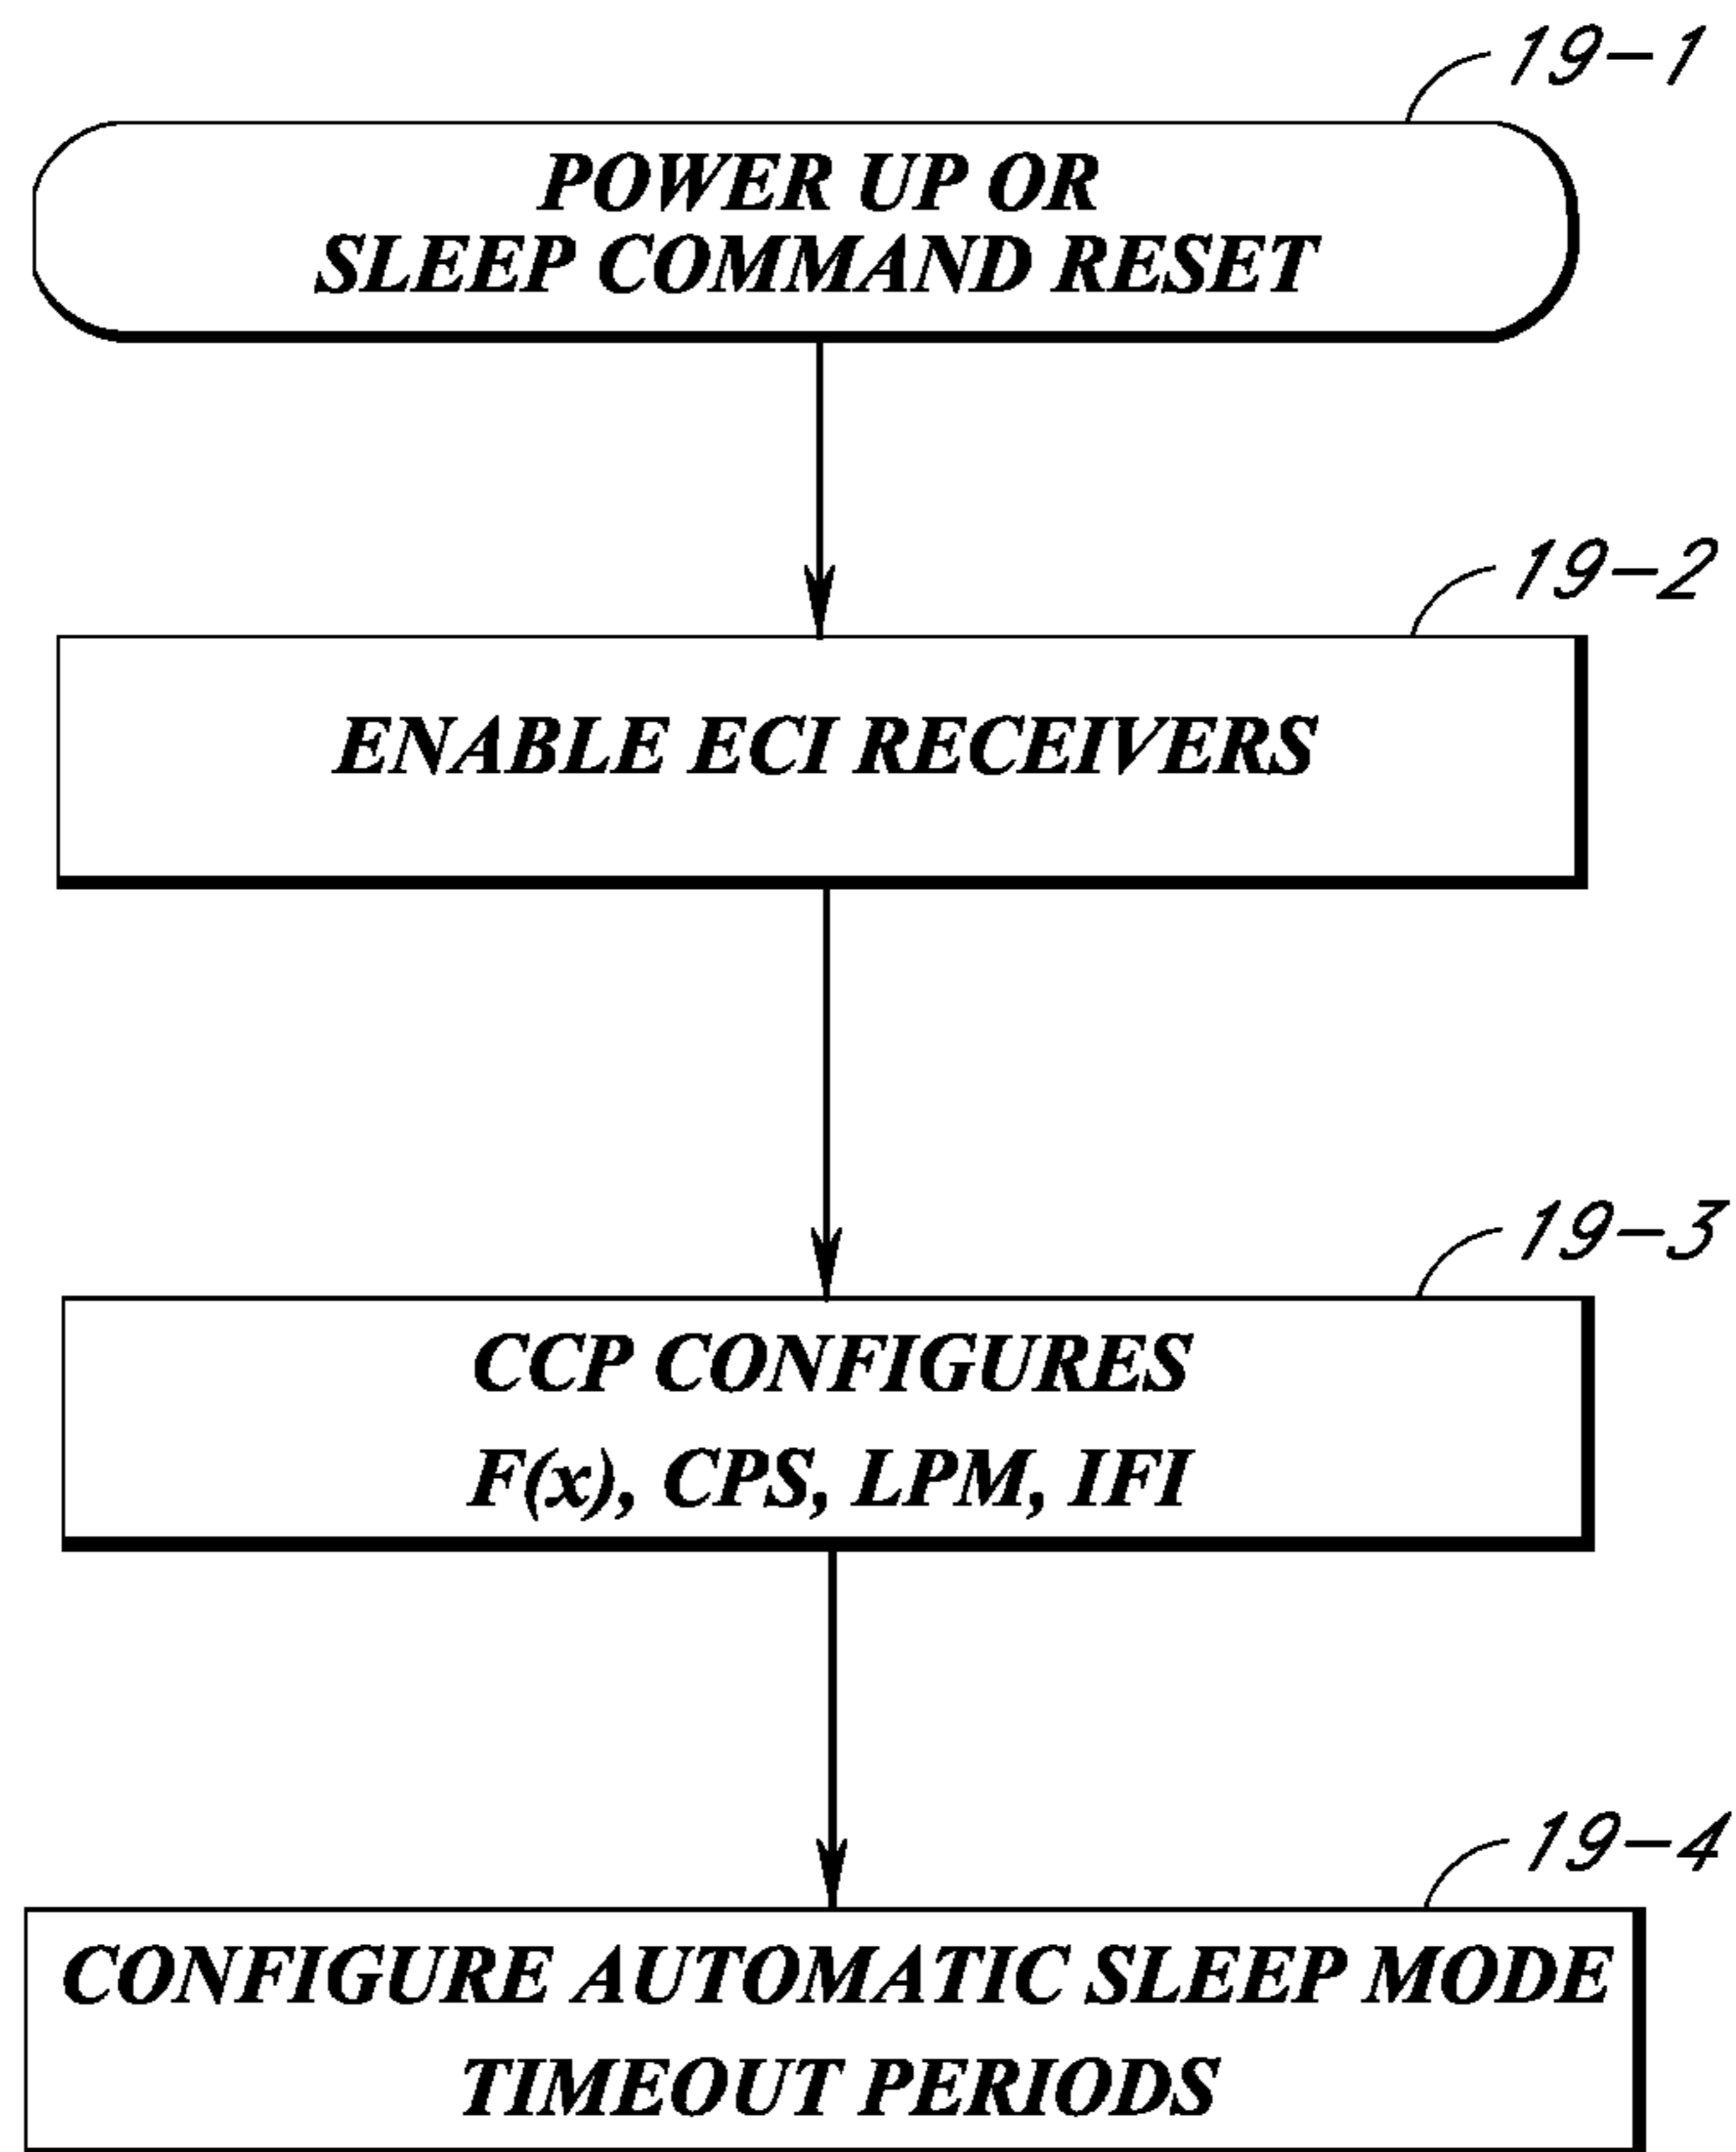 19-1
POWER UP OR
SLEEP COMMAND RESET
19-2
ENABLE ECI RECEIVERS
19-3
CCP CONFIGURES
F(x), CPS, LPM, IFI
19-4
CONFIGURE AUTOMATIC SLEEP MODE
TIMEOUT PERIODS